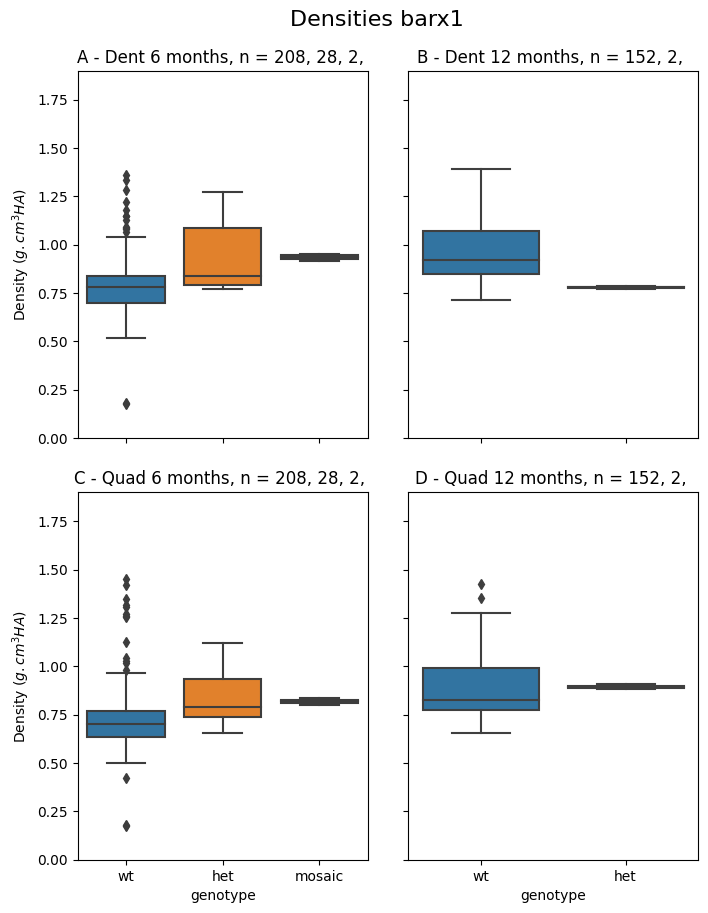 Densities barx1
A - Dent 6 months, n = 208, 28, 2,
B - Dent 12 months, n = 152, 2,
1.75
1.50
1.25
1.00
0.75
0.50
0.25
0.00
Density (g.cm³HA)
C - Quad 6 months, n = 208, 28, 2,
D - Quad 12 months, n = 152, 2,
1.75
1.50
1.25
1.00
0.75
0.50
0.25
0.00
Density (g.cm³HA)
wt het mosaic
genotype
wt het
genotype